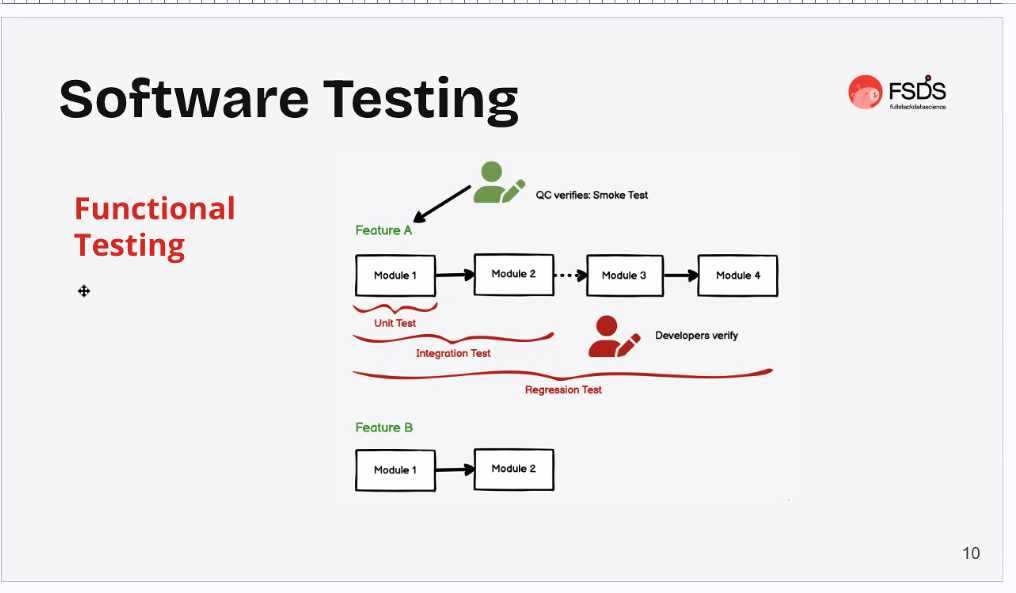 Software Testing
FSDS
fullstackdatascience
Functional
Testing
QC verifies: Smoke Test
Feature A
Module 1
Module 2
Module 3
Module 4
Unit Test
Developers verify
Integration Test
Regression Test
Feature B
Module 1
Module 2
10